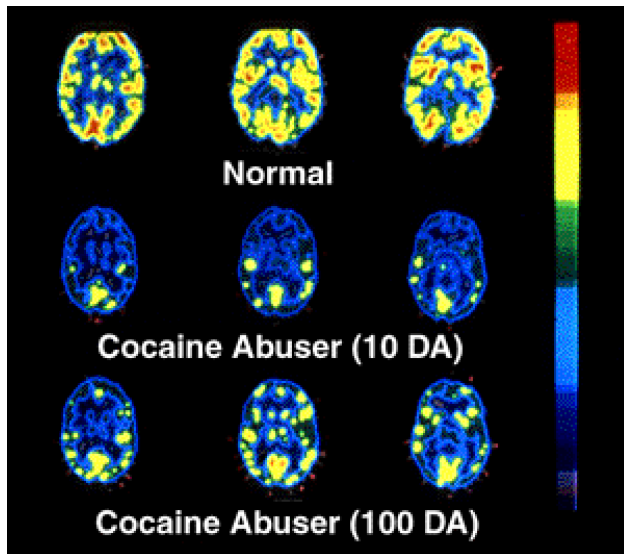 Normal
Cocaine Abuser (10 DA)
Cocaine Abuser (100 DA)